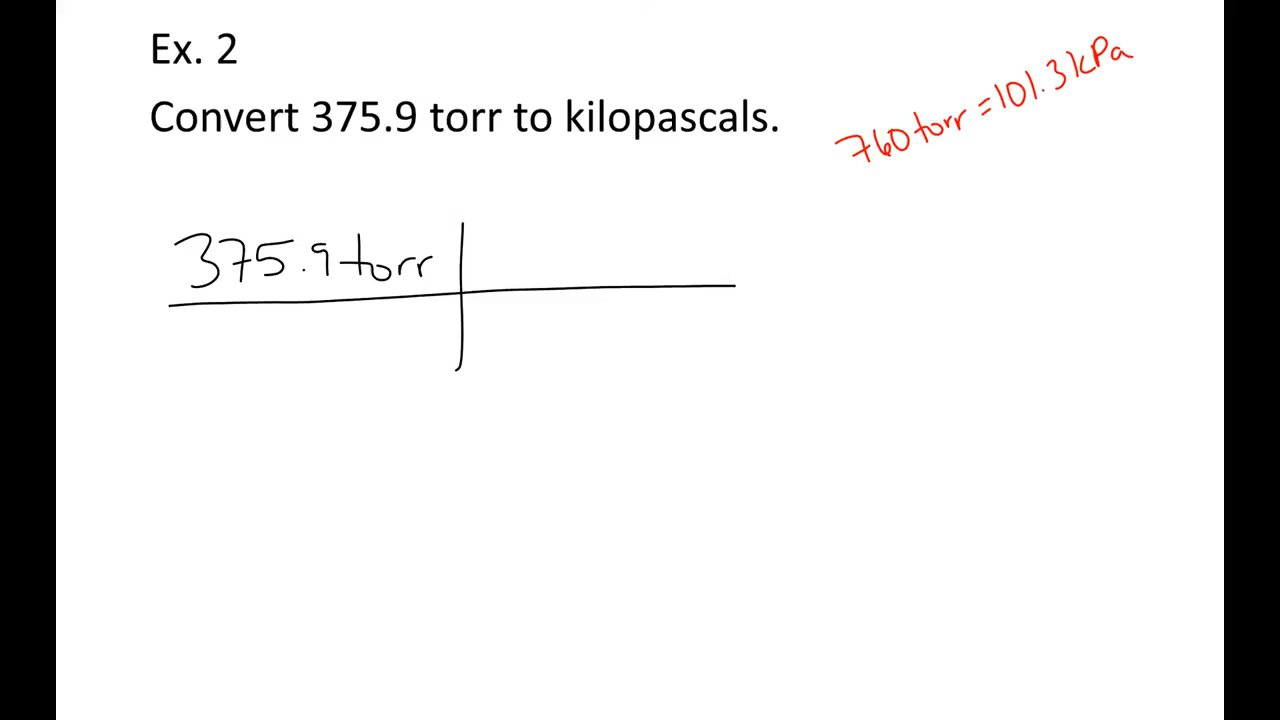 Ex. 2
Convert 375.9 torr to kilopascals.
760 torr = 101.3 kPa
375.9 torr